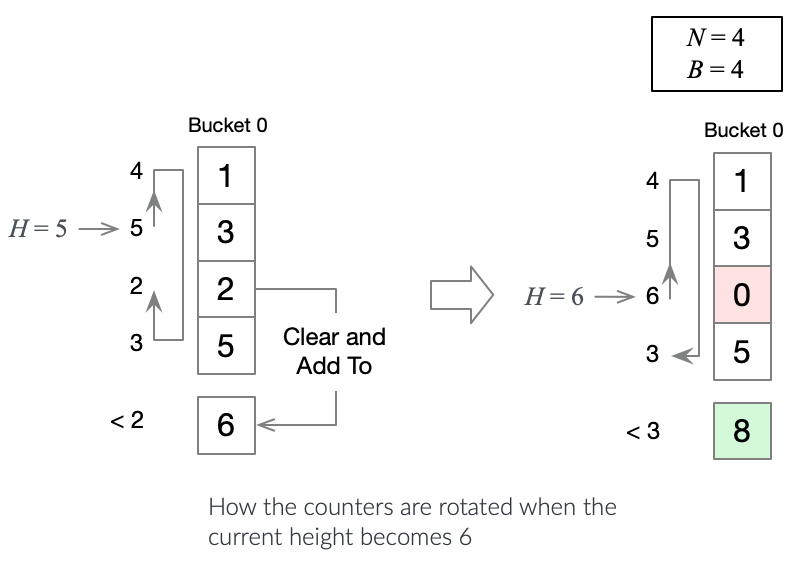 N = 4
B = 4
Bucket 0
4
1
H = 5
5
3
2
2
3
5
Clear and
Add To
< 2
6
Bucket 0
4
1
5
3
H = 6
6
0
3
5
< 3
8
How the counters are rotated when the
current height becomes 6